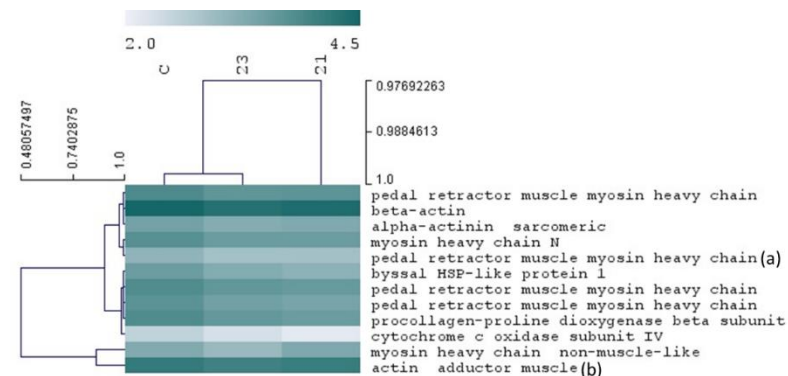 2.0 4.5
C 23 21
0.97692263
0.9884613
1.0
0.48057497 0.7402875 1.0
pedal retractor muscle myosin heavy chain
beta-actin
alpha-actinin sarcomeric
myosin heavy chain N
pedal retractor muscle myosin heavy chain (a)
byssal HSP-like protein 1
pedal retractor muscle myosin heavy chain
pedal retractor muscle myosin heavy chain
procollagen-proline dioxygenase beta subunit
cytochrome c oxidase subunit IV
myosin heavy chain non-muscle-like
actin adductor muscle (b)